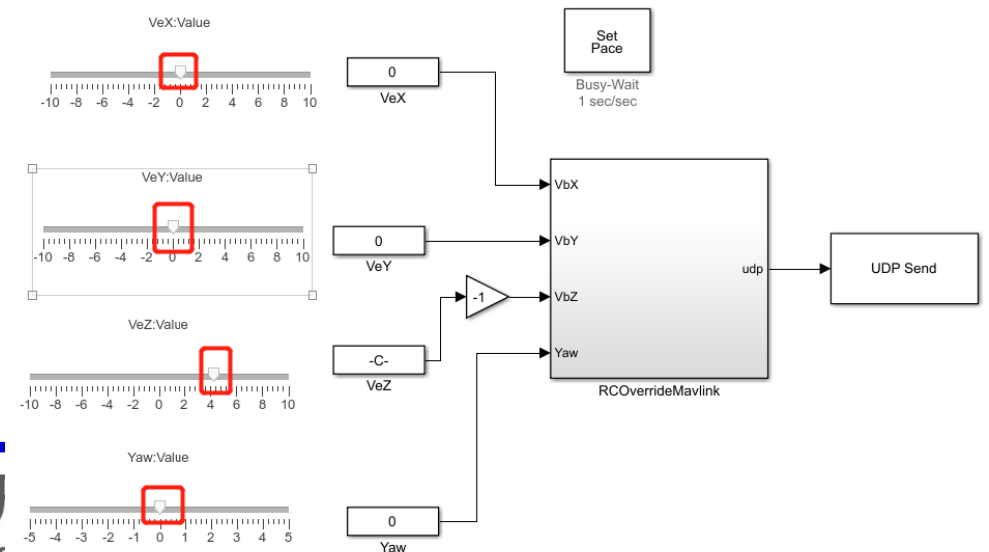 VeX:Value
-10 -8 -6 -4 -2 0 2 4 6 8 10
0
VeX
Set
Pace
Busy-Wait
1 sec/sec
VeY:Value
-10 -8 -6 -4 -2 0 2 4 6 8 10
0
VeY
VeZ:Value
-10 -8 -6 -4 -2 0 2 4 6 8 10
-C-
VeZ
-1
Yaw:Value
-5 -4 -3 -2 -1 0 1 2 3 4 5
0
Yaw
VbX
VbY
VbZ
Yaw
udp
RCOverrideMavlink
UDP Send